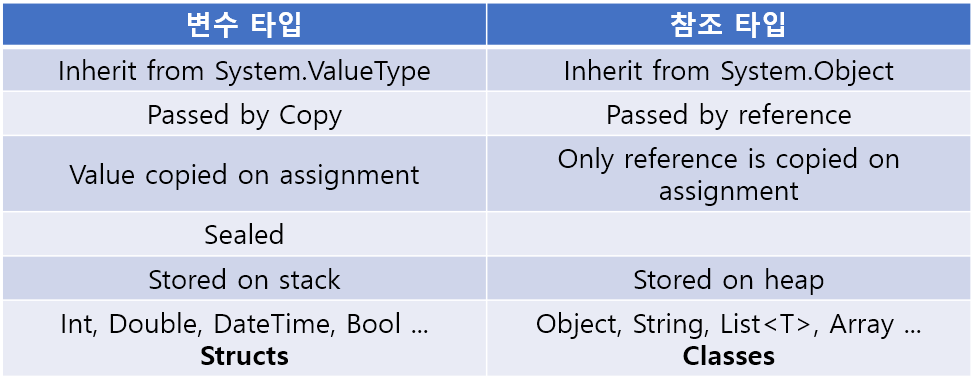 변수 타입
참조 타입
Inherit from System.ValueType
Inherit from System.Object
Passed by Copy
Passed by reference
Value copied on assignment
Only reference is copied on
assignment
Sealed
Stored on stack
Stored on heap
Int, Double, DateTime, Bool ...
Structs
Object, String, List<T>, Array ...
Classes